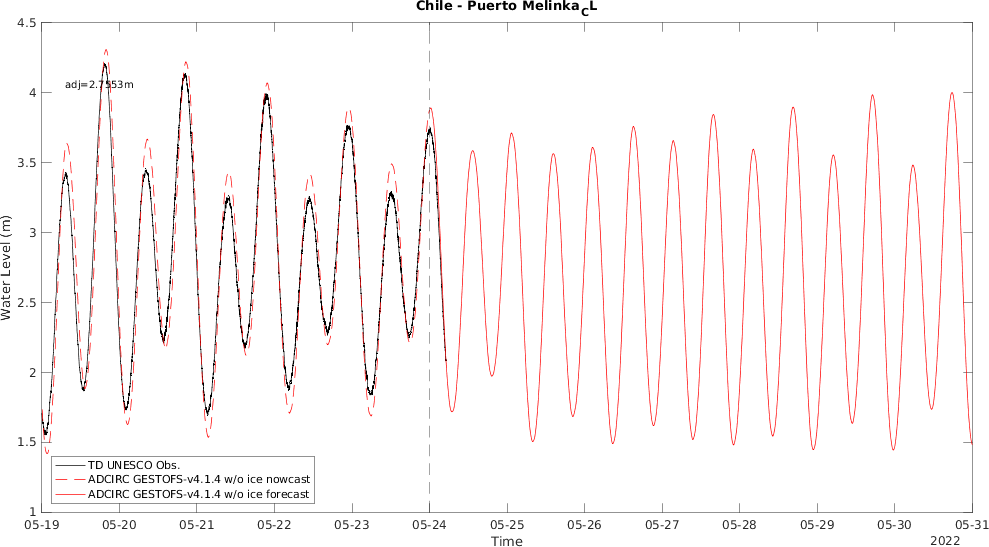 Chile - Puerto Melinka_CL
4.5
4
3.5
3
2.5
2
1.5
1
Water Level (m)
adj=2.7553m
TD UNESCO Obs.
ADCIRC GESTOFS-v4.1.4 w/o ice nowcast
ADCIRC GESTOFS-v4.1.4 w/o ice forecast
05-19 05-20 05-21 05-22 05-23 05-24 05-25 05-26 05-27 05-28 05-29 05-30 05-31
Time
2022